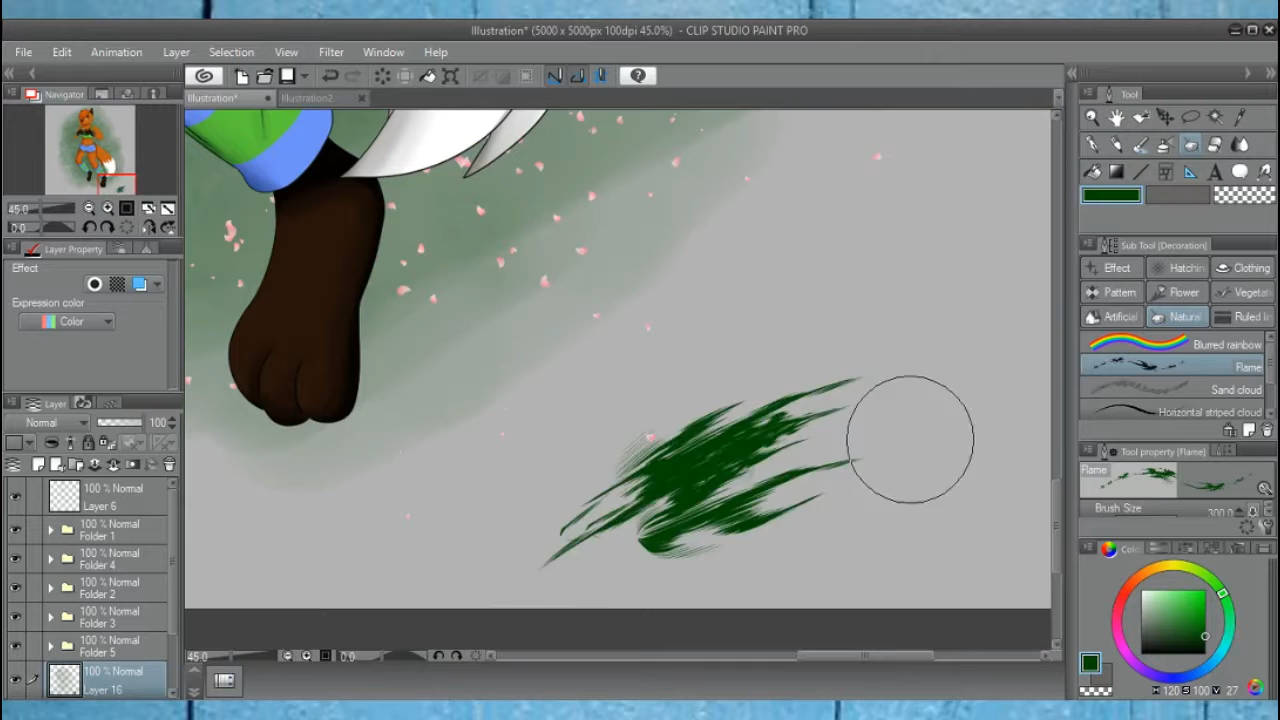 Illustration* (5000 x 5000px 100dpi 45.0%) - CLIP STUDIO PAINT PRO
File Edit Animation Layer Selection View Filter Window Help
Navigator
Tool
Illustration*
Illustration2
45.0
0.0
Layer Property
Effect
Expression color
Color
Layer
Normal
100
100 % Normal
Layer 6
100 % Normal
Folder 1
100 % Normal
Folder 4
100 % Normal
Folder 2
100 % Normal
Folder 3
100 % Normal
Folder 5
100 % Normal
Layer 16
45.0
0.0
Sub Tool [Decoration]
Effect Hatchin Clothing
Pattern Flower Vegetat
Artificial Natural Ruled li
Blurred rainbow
Flame
Sand cloud
Horizontal striped cloud
Tool property [Flame]
Flame
Brush Size 300.0
Colo
H 120 S 100 V 27